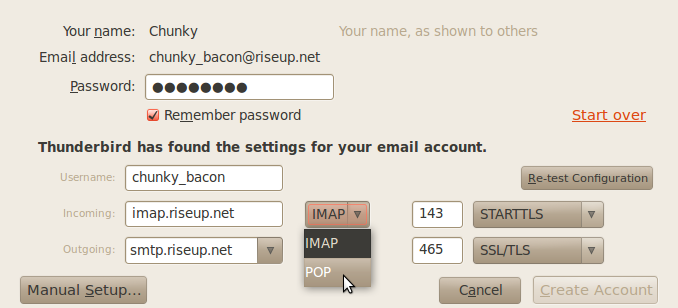 Your name: Chunky Your name, as shown to others
Email address: chunky_bacon@riseup.net
Password: ●●●●●●●●
Remember password Start over
Thunderbird has found the settings for your email account.
Username: chunky_bacon Re-test Configuration
Incoming: imap.riseup.net IMAP 143 STARTTLS
IMAP
Outgoing: smtp.riseup.net 465 SSL/TLS
POP
Manual Setup... Cancel Create Account